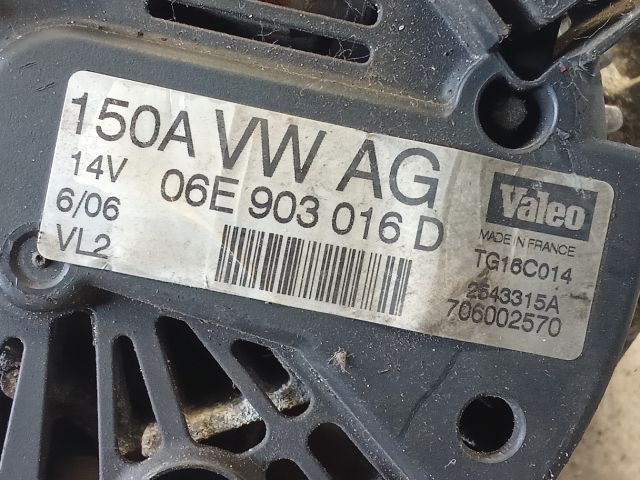 150A VW AG
14V 06E 903 016 D
6/06
VL2
Valeo
MADE IN FRANCE
TG16C014
2543315A
706002570